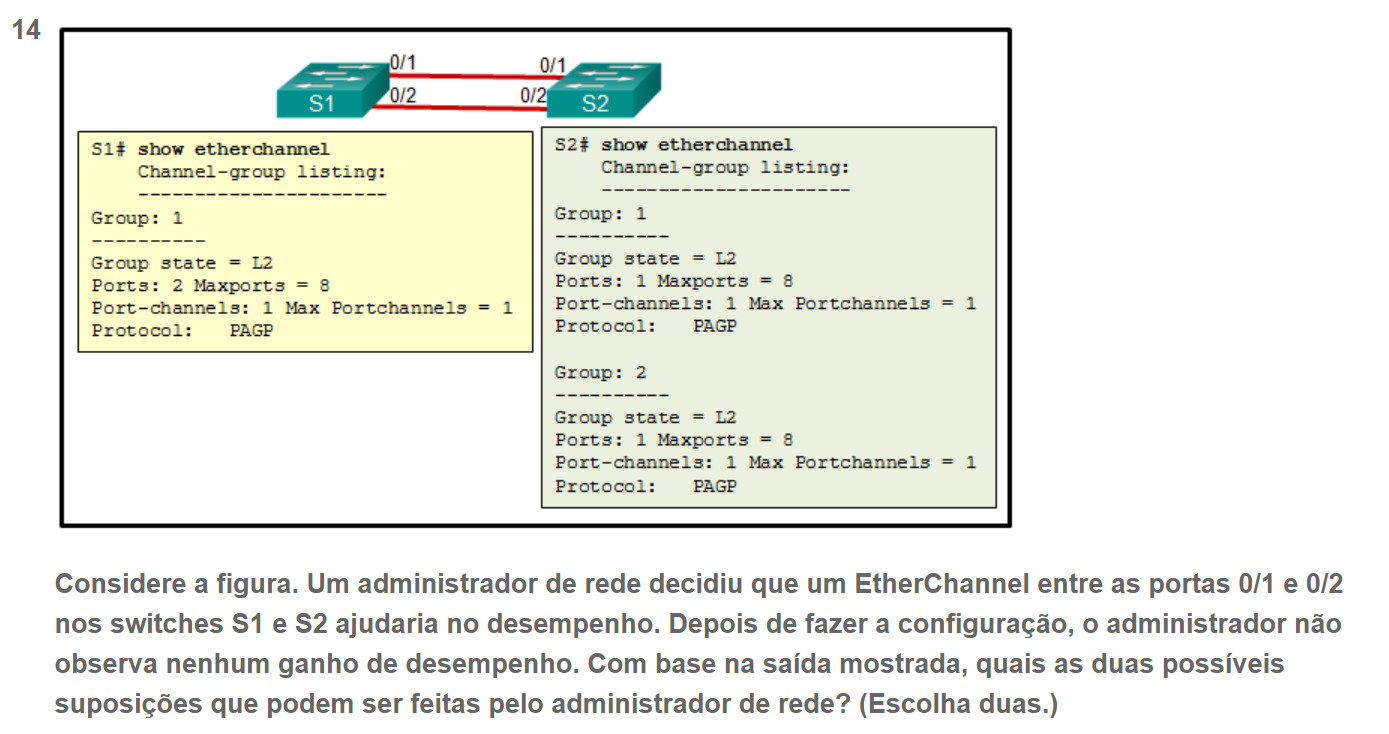 14
0/1
0/1
0/2
0/2
S1
S2
S1# show etherchannel
Channel-group listing:
----------------------
Group: 1
----------
Group state = L2
Ports: 2 Maxports = 8
Port-channels: 1 Max Portchannels = 1
Protocol: PAGP
S2# show etherchannel
Channel-group listing:
----------------------
Group: 1
----------
Group state = L2
Ports: 1 Maxports = 8
Port-channels: 1 Max Portchannels = 1
Protocol: PAGP
Group: 2
----------
Group state = L2
Ports: 1 Maxports = 8
Port-channels: 1 Max Portchannels = 1
Protocol: PAGP
Considere a figura. Um administrador de rede decidiu que um EtherChannel entre as portas 0/1 e 0/2
nos switches S1 e S2 ajudaria no desempenho. Depois de fazer a configuração, o administrador não
observa nenhum ganho de desempenho. Com base na saída mostrada, quais as duas possíveis
suposições que podem ser feitas pelo administrador de rede? (Escolha duas.)